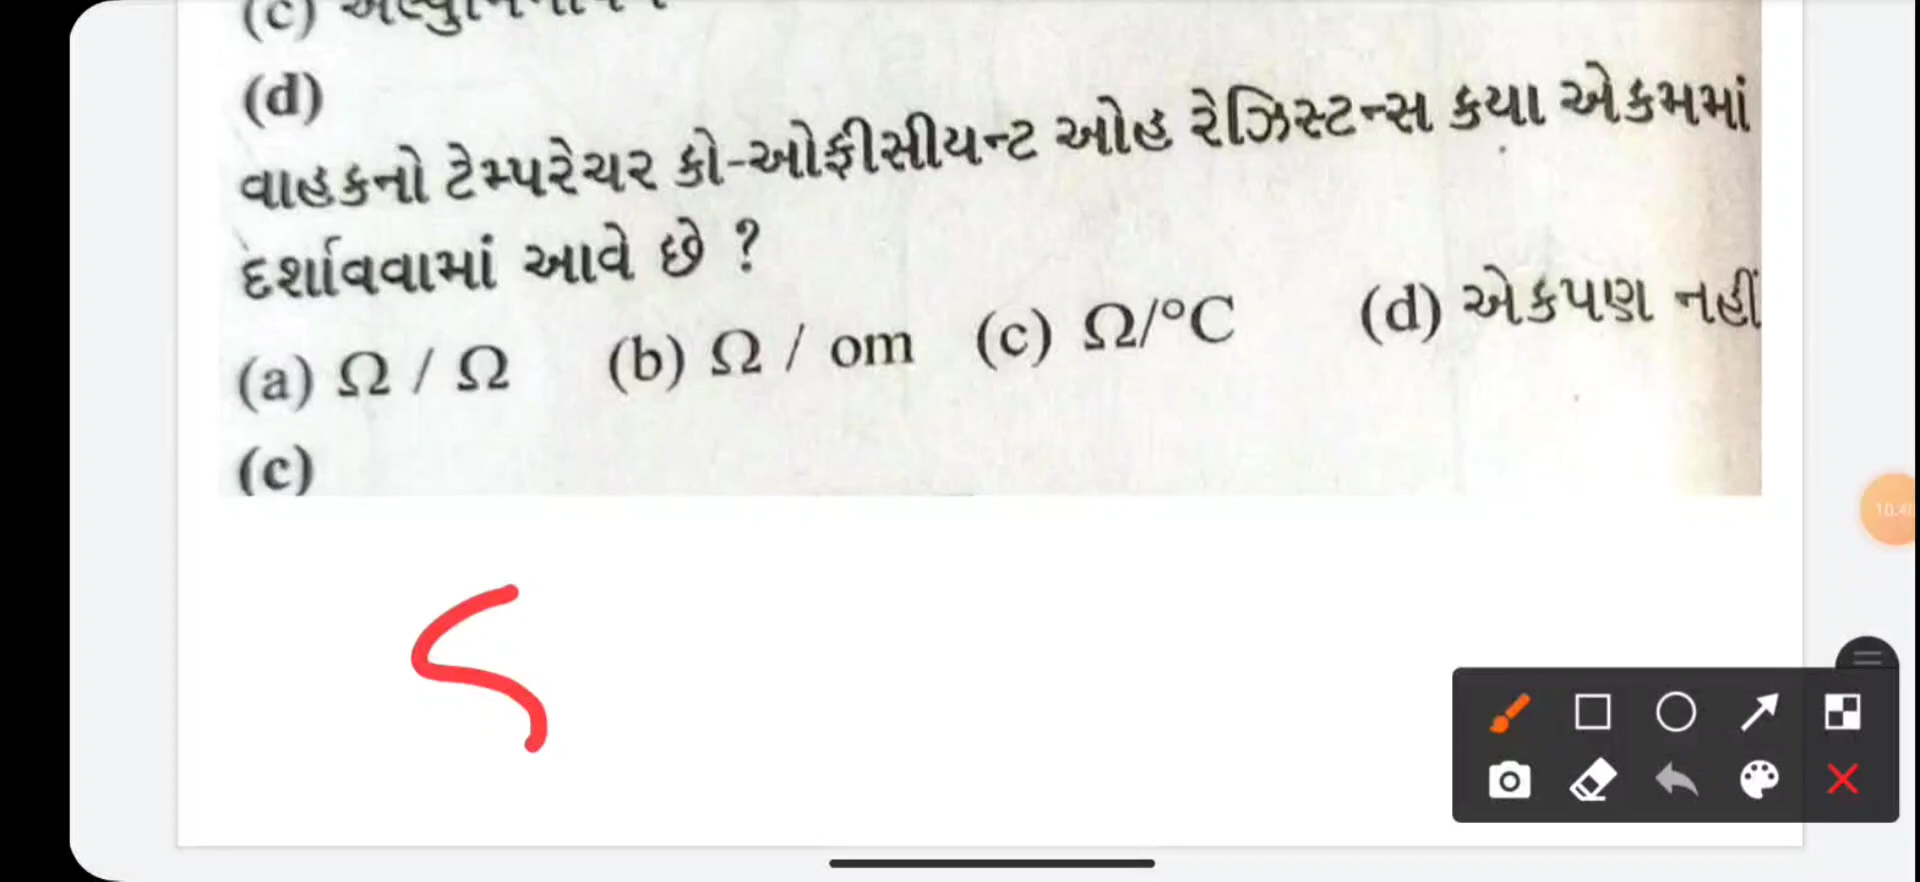 (c)
(d)
વાહકનો ટેમ્પરેચર કો-ઓફીસીયન્ટ ઓહ રેઝિસ્ટન્સ કયા એકમમાં
દર્શાવવામાં આવે છે ?
(a) Ω / Ω (b) Ω / om (c) Ω/°C (d) એકપણ નહીં
(c)